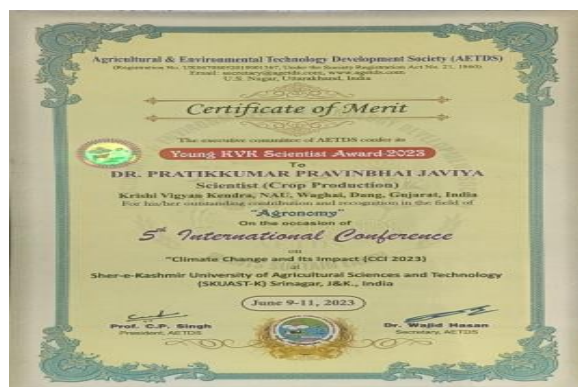 Agricultural & Environmental Technology Development Society (AETDS)
U.S. Nagar, Uttarakhand, India
Certificate of Merit
The executive committee of AETDS confer as
Young KVK Scientist Award-2023
To
DR. PRATIKKUMAR PRAVINBHAI JAVIYA
Scientist (Crop Production)
Krishi Vigyan Kendra, NAU, Waghai, Dang, Gujarat, India
For his/her outstanding contribution and recognition in the field of
"Agronomy"
On the occasion of
5th International Conference
on
"Climate Change and Its Impact (CCI 2023)
at
Sher-e-Kashmir University of Agricultural Sciences and Technology
(SKUAST-K) Srinagar, J&K., India
June 9-11, 2023
Prof. C.P. Singh
President, AETDS
Dr. Wajid Hasan
Secretary, AETDS